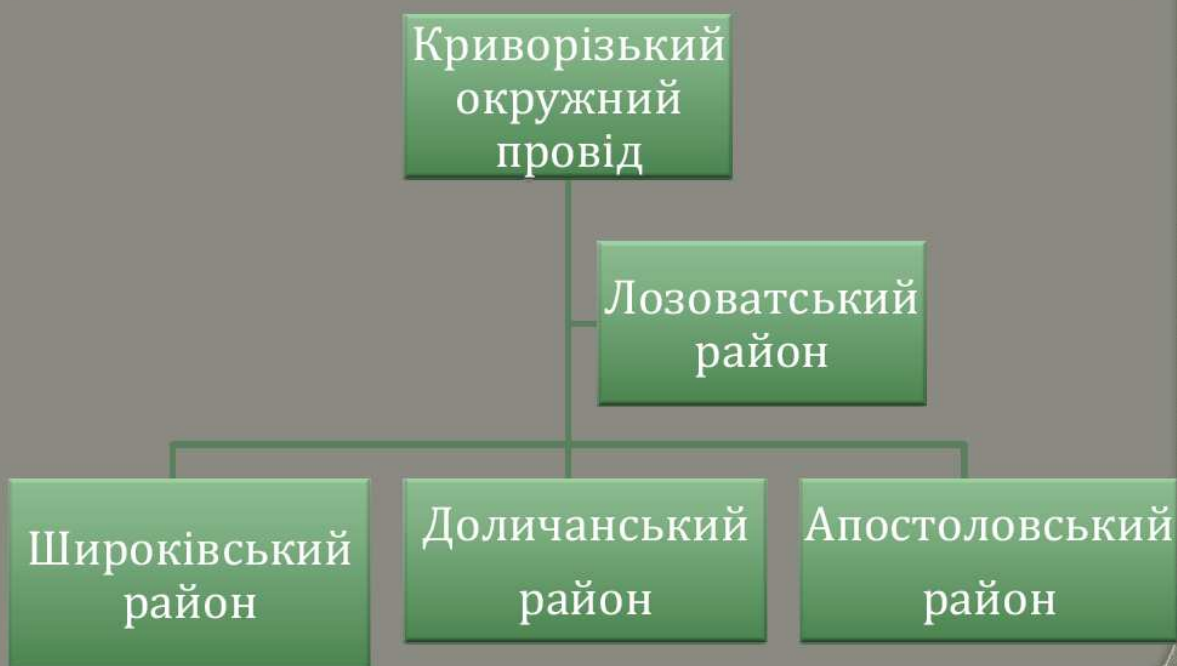 Криворізький
окружний
провід
Лозоватський
район
Широківський
район
Доличанський
район
Апостоловський
район